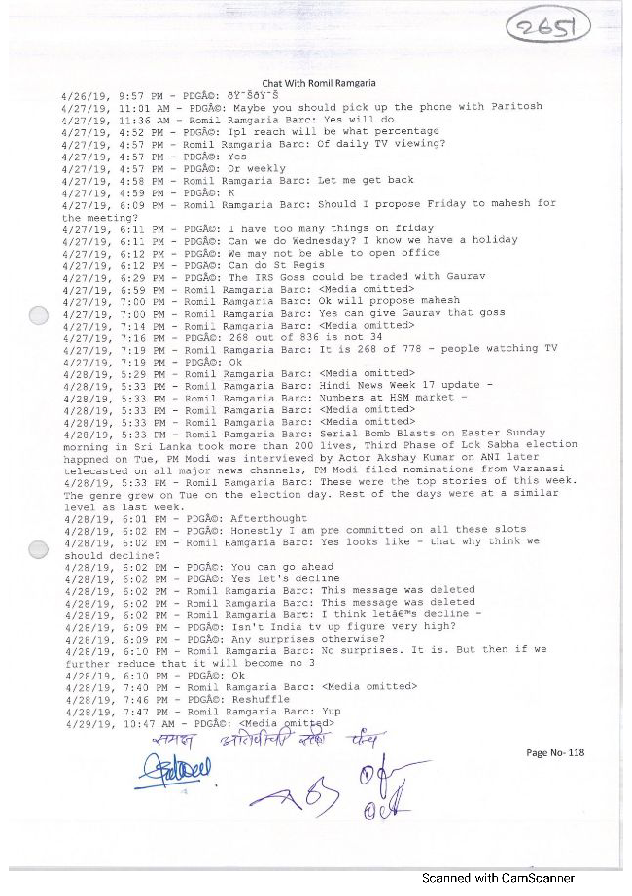 2651
Chat With Romil Ramgaria
4/26/19, 9:57 PM - PDGÂ©: ðŸ˜ŠðŸ˜Š
4/27/19, 11:01 AM - PDGÂ©: Maybe you should pick up the phone with Paritosh
4/27/19, 11:36 AM - Romil Ramgaria Barc: Yes will do
4/27/19, 4:52 PM - PDGÂ©: Ipl reach will be what percentage
4/27/19, 4:57 PM - Romil Ramgaria Barc: Of daily TV viewing?
4/27/19, 4:57 PM - PDGÂ©: Yes
4/27/19, 4:57 PM - PDGÂ©: Or weekly
4/27/19, 4:58 PM - Romil Ramgaria Barc: Let me get back
4/27/19, 4:59 PM - PDGÂ©: K
4/27/19, 6:09 PM - Romil Ramgaria Barc: Should I propose Friday to mahesh for
the meeting?
4/27/19, 6:11 PM - PDGÂ©: I have too many things on friday
4/27/19, 6:11 PM - PDGÂ©: Can we do Wednesday? I know we have a holiday
4/27/19, 6:12 PM - PDGÂ©: We may not be able to open office
4/27/19, 6:12 PM - PDGÂ©: Can do St Regis
4/27/19, 6:29 PM - PDGÂ©: The IRS Goss could be traded with Gaurav
4/27/19, 6:59 PM - Romil Ramgaria Barc: <Media omitted>
4/27/19, 7:00 PM - Romil Ramgaria Barc: Ok will propose mahesh
4/27/19, 7:00 PM - Romil Ramgaria Barc: Yes can give Gaurav that goss
4/27/19, 7:14 PM - Romil Ramgaria Barc: <Media omitted>
4/27/19, 7:16 PM - PDGÂ©: 268 out of 836 is not 34
4/27/19, 7:19 PM - Romil Ramgaria Barc: It is 268 of 778 - people watching TV
4/27/19, 7:19 PM - PDGÂ©: Ok
4/28/19, 5:29 PM - Romil Ramgaria Barc: <Media omitted>
4/28/19, 5:33 PM - Romil Ramgaria Barc: Hindi News Week 17 update -
4/28/19, 5:33 PM - Romil Ramgaria Barc: Numbers at HSM market -
4/28/19, 5:33 PM - Romil Ramgaria Barc: <Media omitted>
4/28/19, 5:33 PM - Romil Ramgaria Barc: <Media omitted>
4/28/19, 5:33 PM - Romil Ramgaria Barc: Serial Bomb Blasts on Easter Sunday
morning in Sri Lanka took more than 200 lives, Third Phase of Lok Sabha election
happned on Tue, PM Modi was interviewed by Actor Akshay Kumar on ANI later
telecasted on all major news channels, PM Modi filed nominations from Varanasi
4/28/19, 5:33 PM - Romil Ramgaria Barc: These were the top stories of this week.
The genre grew on Tue on the election day. Rest of the days were at a similar
level as last week.
4/28/19, 6:01 PM - PDGÂ©: Afterthought
4/28/19, 6:02 PM - PDGÂ©: Honestly I am pre committed on all these slots
4/28/19, 6:02 PM - Romil Ramgaria Barc: Yes looks like - that why think we
should decline?
4/28/19, 6:02 PM - PDGÂ©: You can go ahead
4/28/19, 6:02 PM - PDGÂ©: Yes let's decline
4/28/19, 6:02 PM - Romil Ramgaria Barc: This message was deleted
4/28/19, 6:02 PM - Romil Ramgaria Barc: This message was deleted
4/28/19, 6:02 PM - Romil Ramgaria Barc: I think letâ€™s decline -
4/28/19, 6:09 PM - PDGÂ©: Isn't India tv up figure very high?
4/28/19, 6:09 PM - PDGÂ©: Any surprises otherwise?
4/28/19, 6:10 PM - Romil Ramgaria Barc: No surprises. It is. But then if we
further reduce that it will become no 3
4/28/19, 6:10 PM - PDGÂ©: Ok
4/28/19, 7:40 PM - Romil Ramgaria Barc: <Media omitted>
4/28/19, 7:46 PM - PDGÂ©: Reshuffle
4/28/19, 7:47 PM - Romil Ramgaria Barc: Yup
4/29/19, 10:47 AM - PDGÂ©: <Media omitted>
समक्ष पंच
Page No- 118
Scanned with CamScanner